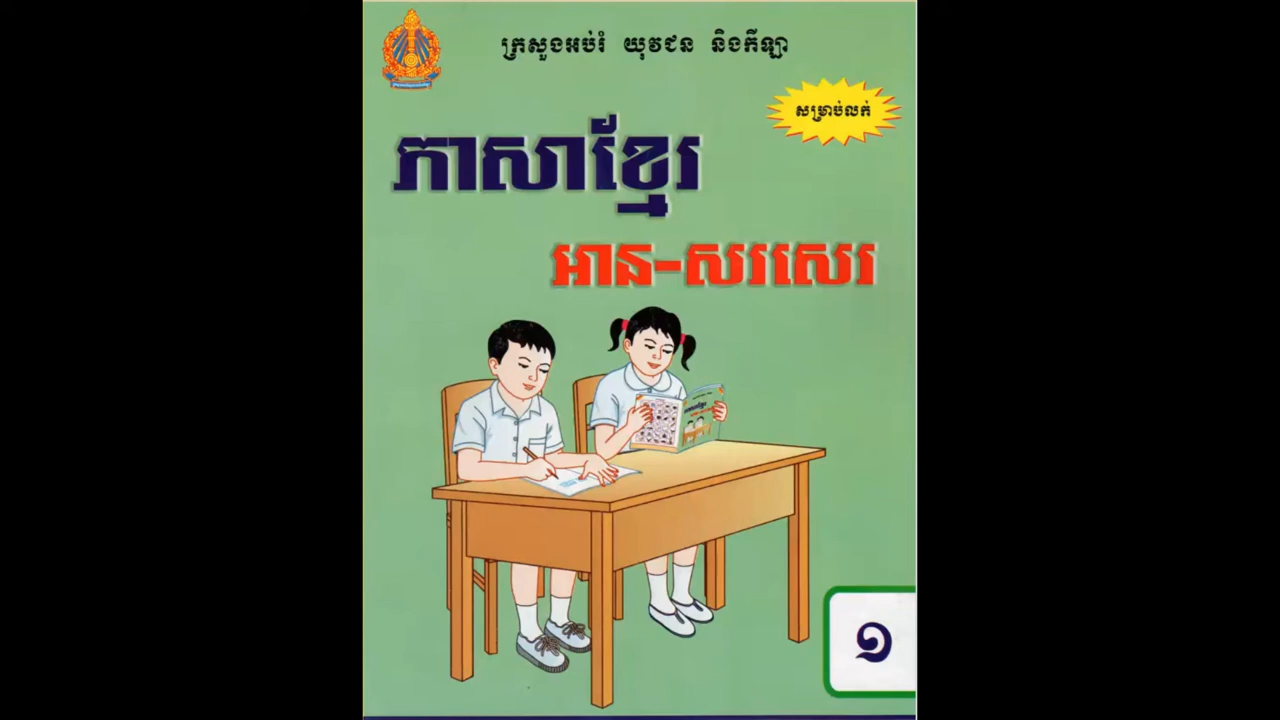 ក្រសួងអប់រំ យុវជន និងកីឡា
សម្រាប់លក់
ភាសាខ្មែរ
អាន-សរសេរ
១